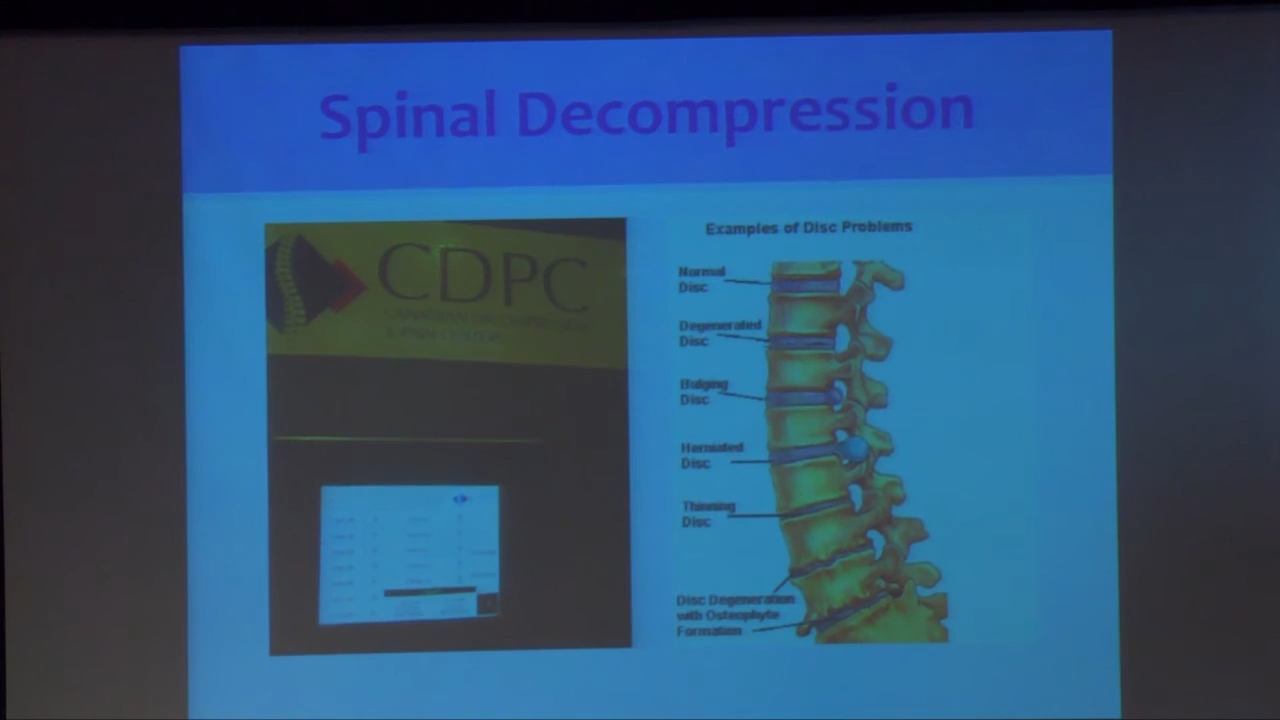 Spinal Decompression
CDPC
Examples of Disc Problems
Normal
Disc
Degenerated
Disc
Bulging
Disc
Herniated
Disc
Thinning
Disc
Disc Degeneration
with Osteophyte
Formation